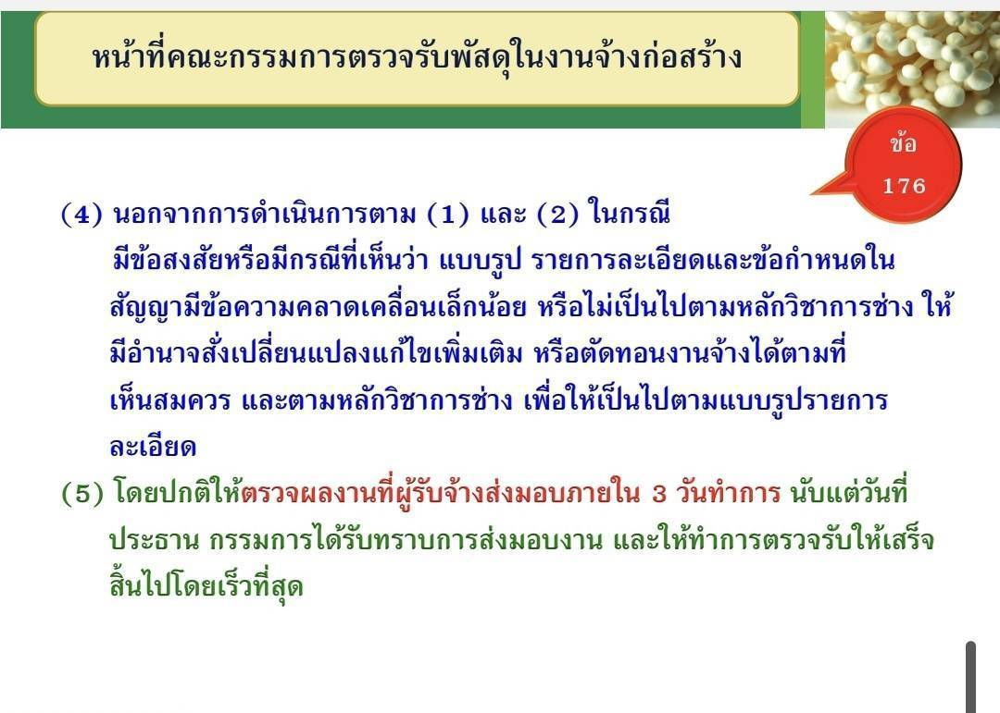 หน้าที่คณะกรรมการตรวจรับพัสดุในงานจ้างก่อสร้าง
ข้อ
176
(4) นอกจากการดำเนินการตาม (1) และ (2) ในกรณี
มีข้อสงสัยหรือมีกรณีที่เห็นว่า แบบรูป รายการละเอียดและข้อกำหนดใน
สัญญามีข้อความคลาดเคลื่อนเล็กน้อย หรือไม่เป็นไปตามหลักวิชาการช่าง ให้
มีอำนาจสั่งเปลี่ยนแปลงแก้ไขเพิ่มเติม หรือตัดทอนงานจ้างได้ตามที่
เห็นสมควร และตามหลักวิชาการช่าง เพื่อให้เป็นไปตามแบบรูปรายการ
ละเอียด
(5) โดยปกติให้ตรวจผลงานที่ผู้รับจ้างส่งมอบภายใน 3 วันทำการ นับแต่วันที่
ประธาน กรรมการได้รับทราบการส่งมอบงาน และให้ทำการตรวจรับให้เสร็จ
สิ้นไปโดยเร็วที่สุด